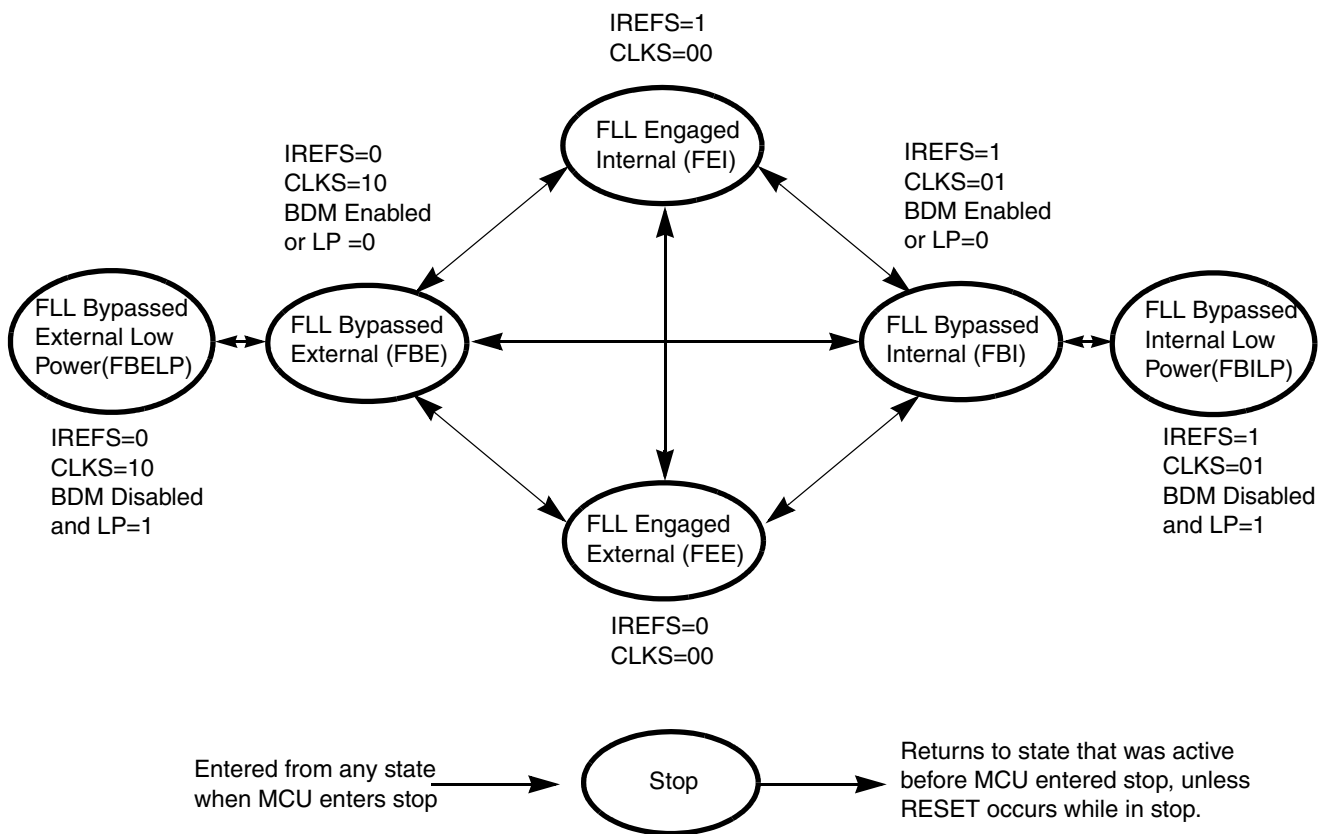 IREFS=1
CLKS=00
FLL Engaged
Internal (FEI)
IREFS=0
CLKS=10
BDM Enabled
or LP =0
IREFS=1
CLKS=01
BDM Enabled
or LP=0
FLL Bypassed
External Low
Power(FBELP)
FLL Bypassed
External (FBE)
FLL Bypassed
Internal (FBI)
FLL Bypassed
Internal Low
Power(FBILP)
IREFS=0
CLKS=10
BDM Disabled
and LP=1
IREFS=1
CLKS=01
BDM Disabled
and LP=1
FLL Engaged
External (FEE)
IREFS=0
CLKS=00
Entered from any state
when MCU enters stop
Stop
Returns to state that was active
before MCU entered stop, unless
RESET occurs while in stop.